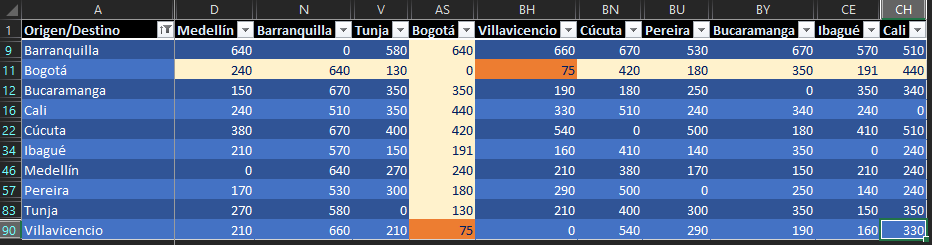 A D N V AS BH BN BU BY CE CH
1 Origen/Destino Medellín Barranquilla Tunja Bogotá Villavicencio Cúcuta Pereira Bucaramanga Ibagué Cali
9 Barranquilla 640 0 580 640 660 670 530 670 570 510
11 Bogotá 240 640 130 0 75 420 180 350 191 440
12 Bucaramanga 150 670 350 350 190 180 250 0 350 340
16 Cali 240 510 350 440 330 510 240 340 240 0
22 Cúcuta 380 670 400 420 540 0 500 180 410 510
34 Ibagué 210 570 150 191 160 410 140 350 0 240
46 Medellín 0 640 270 240 210 380 170 150 210 240
57 Pereira 170 530 300 180 290 500 0 250 140 240
83 Tunja 270 580 0 130 210 400 300 350 150 350
90 Villavicencio 210 660 210 75 0 540 290 190 160 330